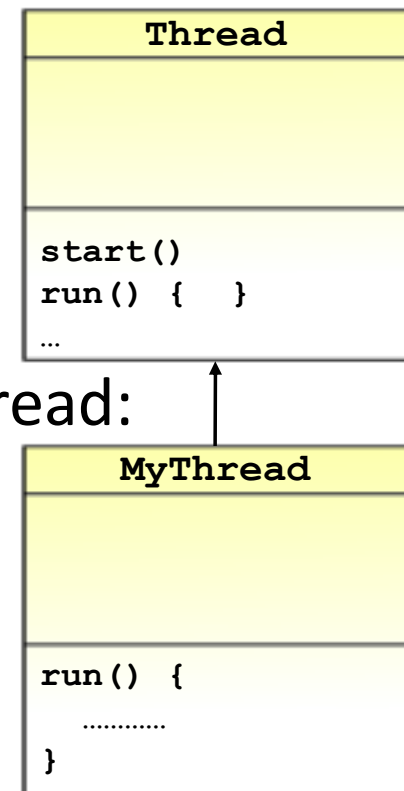 Thread
start()
run() { }
…
read:
MyThread
run() {
…………
}